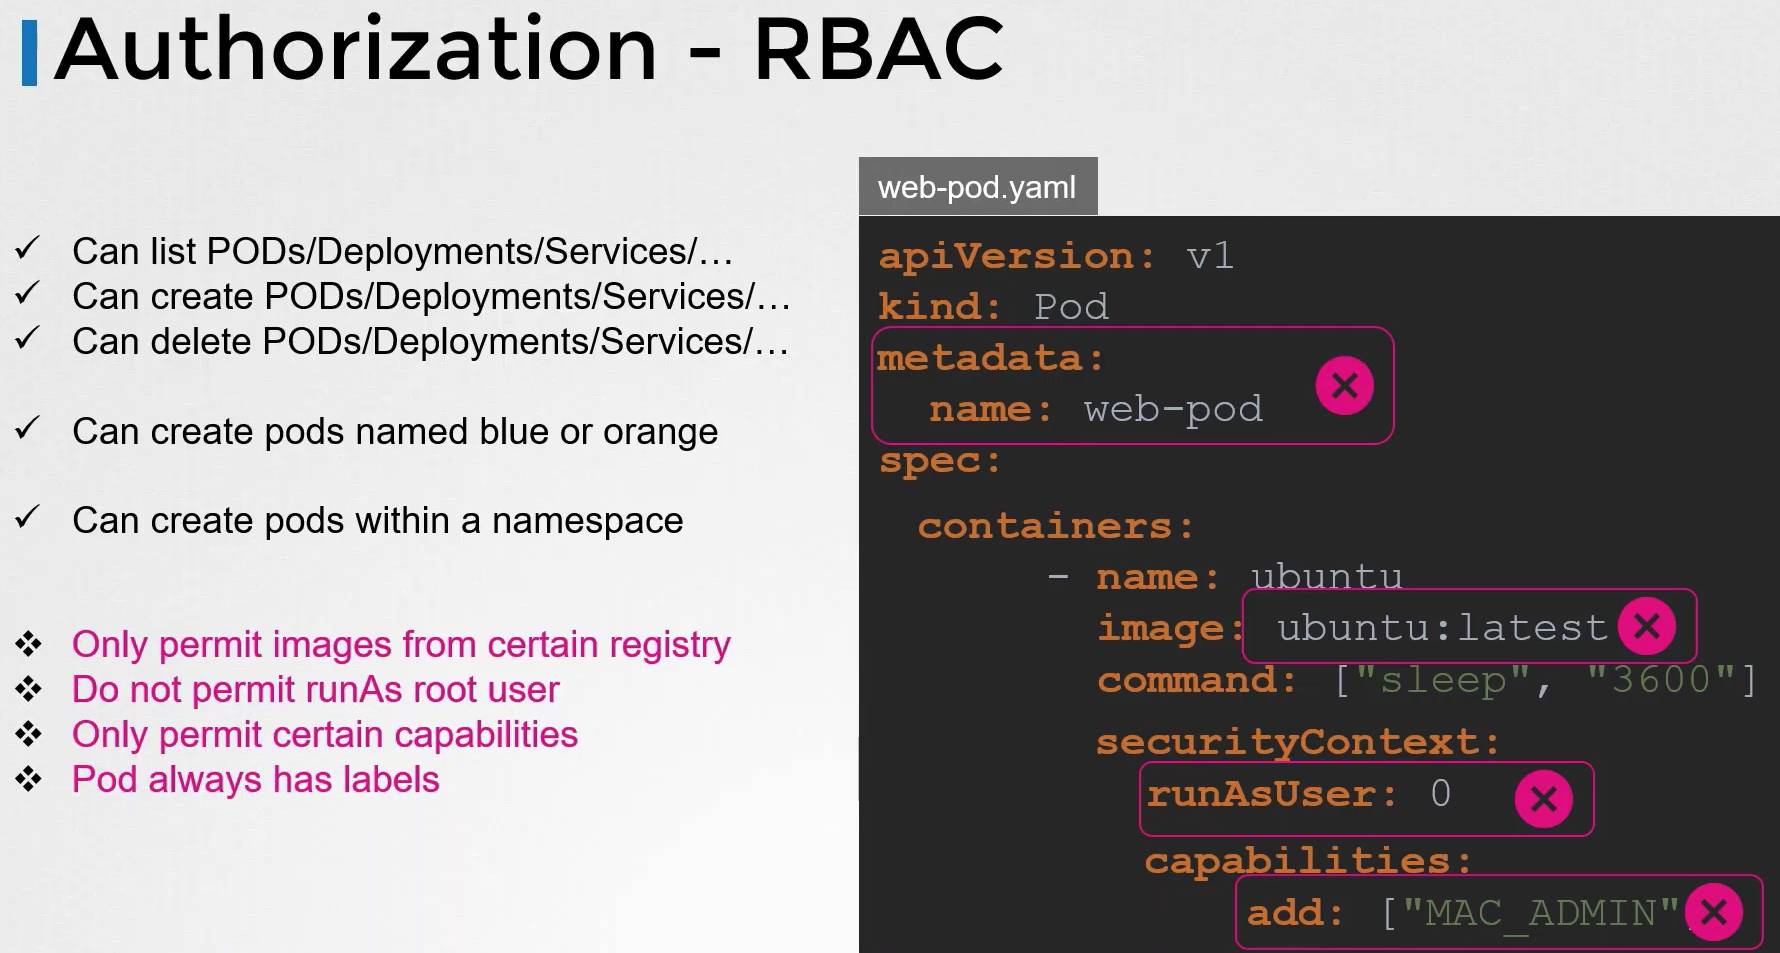 Authorization - RBAC
✓ Can list PODs/Deployments/Services/…
✓ Can create PODs/Deployments/Services/…
✓ Can delete PODs/Deployments/Services/…
✓ Can create pods named blue or orange
✓ Can create pods within a namespace
❖ Only permit images from certain registry
❖ Do not permit runAs root user
❖ Only permit certain capabilities
❖ Pod always has labels
web-pod.yaml
apiVersion: v1
kind: Pod
metadata:
  name: web-pod
spec:
  containers:
    - name: ubuntu
      image: ubuntu:latest
      command: ["sleep", "3600"]
      securityContext:
        runAsUser: 0
        capabilities:
          add: ["MAC_ADMIN"